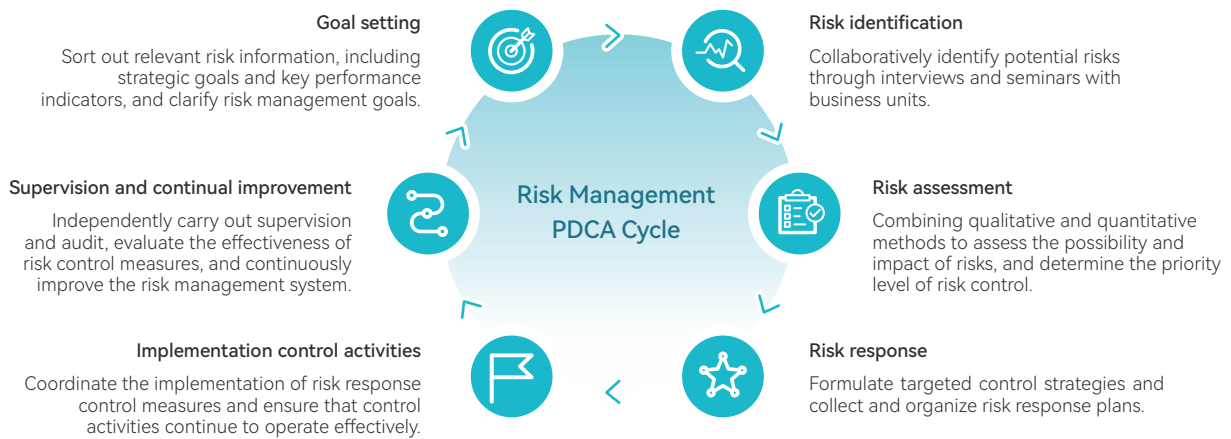 Goal setting
Sort out relevant risk information, including
strategic goals and key performance
indicators, and clarify risk management goals.
Risk identification
Collaboratively identify potential risks
through interviews and seminars with
business units.
Supervision and continual improvement
Independently carry out supervision
and audit, evaluate the effectiveness of
risk control measures, and continuously
improve the risk management system.
Risk Management
PDCA Cycle
Risk assessment
Combining qualitative and quantitative
methods to assess the possibility and
impact of risks, and determine the priority
level of risk control.
Implementation control activities
Coordinate the implementation of risk response
control measures and ensure that control
activities continue to operate effectively.
Risk response
Formulate targeted control strategies and
collect and organize risk response plans.